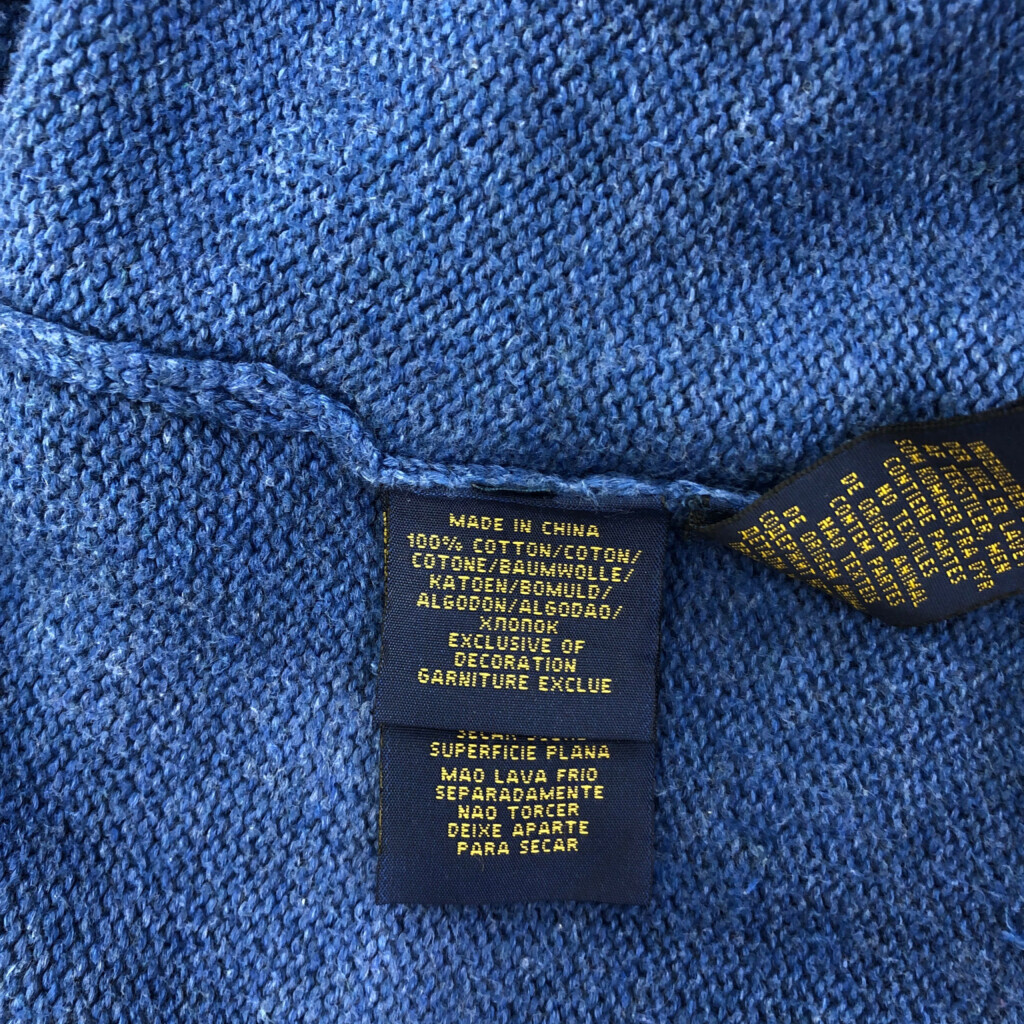 MADE IN CHINA
100% COTTON/COTON/
COTONE/BAUMWOLLE/
KATOEN/BOMULD/
ALGODON/ALGODAO/
ХЛОПОК
EXCLUSIVE OF
DECORATION
GARNITURE EXCLUE
SUPERFICIE PLANA
MAO LAVA FRIO
SEPARADAMENTE
NAO TORCER
DEIXE APARTE
PARA SECAR
CONTIENE PARTES
NO TEXTILES
DE ORIGEN ANIMAL
CONTEM PARTES
NAO TEXTEIS